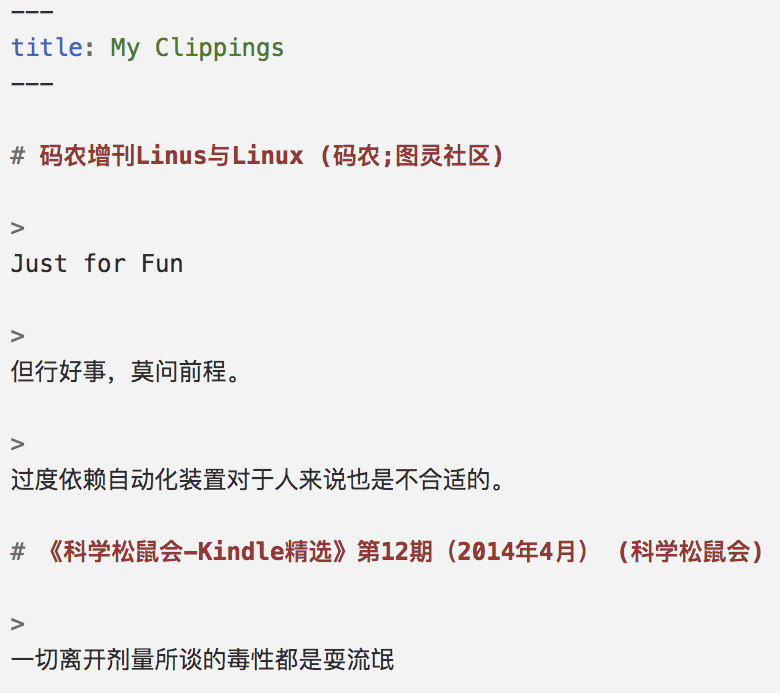 ---
title: My Clippings
---
# 码农增刊Linus与Linux (码农;图灵社区)
>
Just for Fun
>
但行好事，莫问前程。
>
过度依赖自动化装置对于人来说也是不合适的。
# 《科学松鼠会-Kindle精选》第12期（2014年4月） (科学松鼠会)
>
一切离开剂量所谈的毒性都是耍流氓